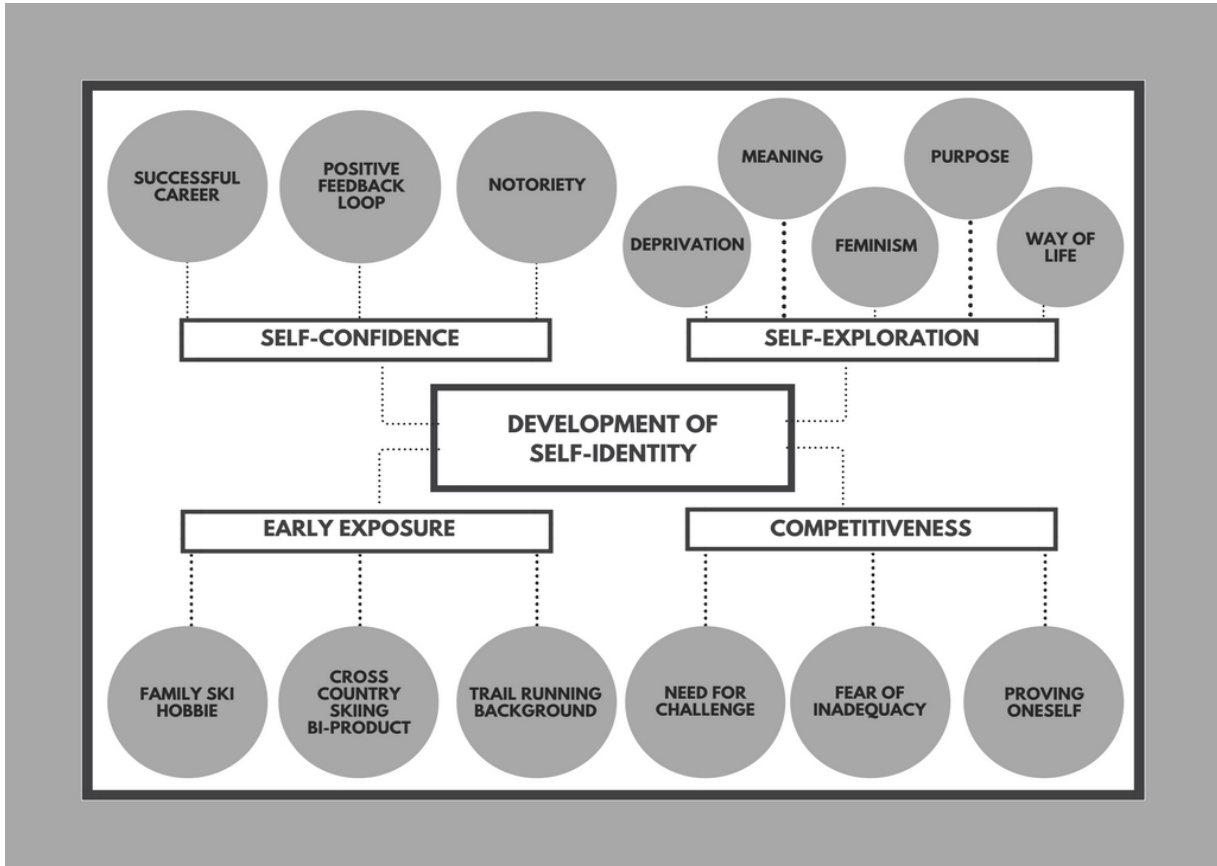 SUCCESSFUL
CAREER
POSITIVE
FEEDBACK
LOOP
NOTORIETY
MEANING
PURPOSE
DEPRIVATION
FEMINISM
WAY OF
LIFE
SELF-CONFIDENCE
SELF-EXPLORATION
DEVELOPMENT OF
SELF-IDENTITY
EARLY EXPOSURE
COMPETITIVENESS
FAMILY SKI
HOBBIE
CROSS
COUNTRY
SKIING
BI-PRODUCT
TRAIL RUNNING
BACKGROUND
NEED FOR
CHALLENGE
FEAR OF
INADEQUACY
PROVING
ONESELF